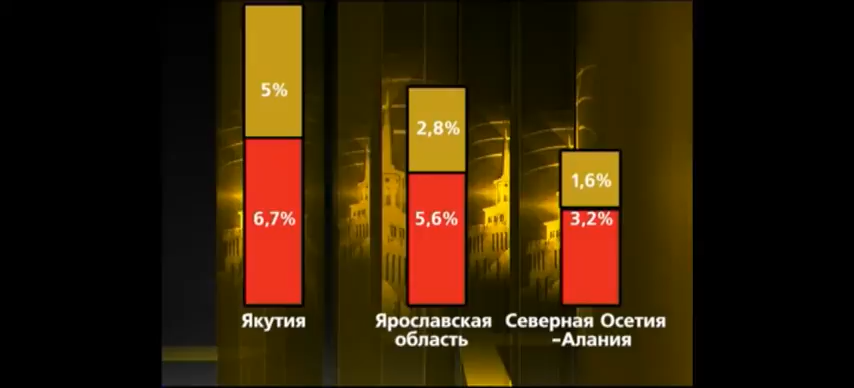 5%
2,8%
1,6%
6,7%
5,6%
3,2%
Якутия
Ярославская
область
Северная Осетия
-Алания